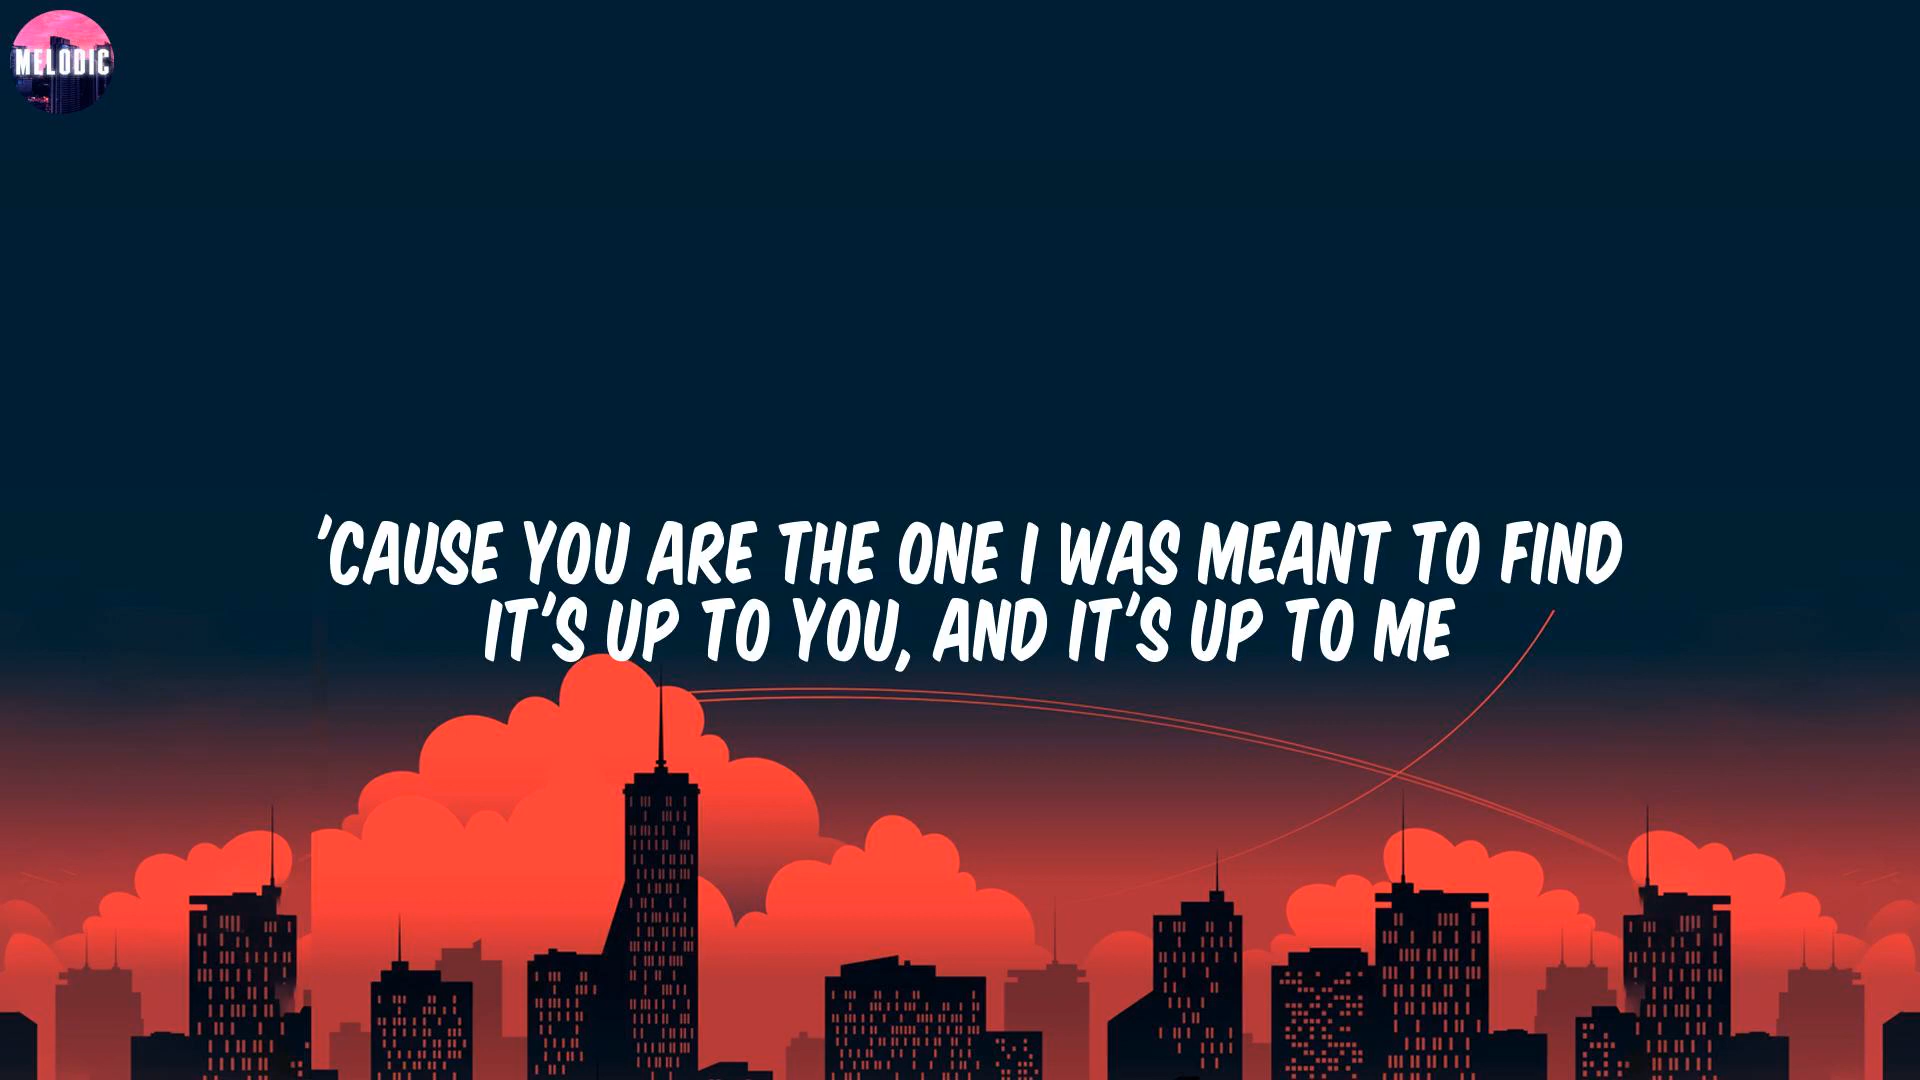 MELODIC
'CAUSE YOU ARE THE ONE I WAS MEANT TO FIND
IT'S UP TO YOU, AND IT'S UP TO ME